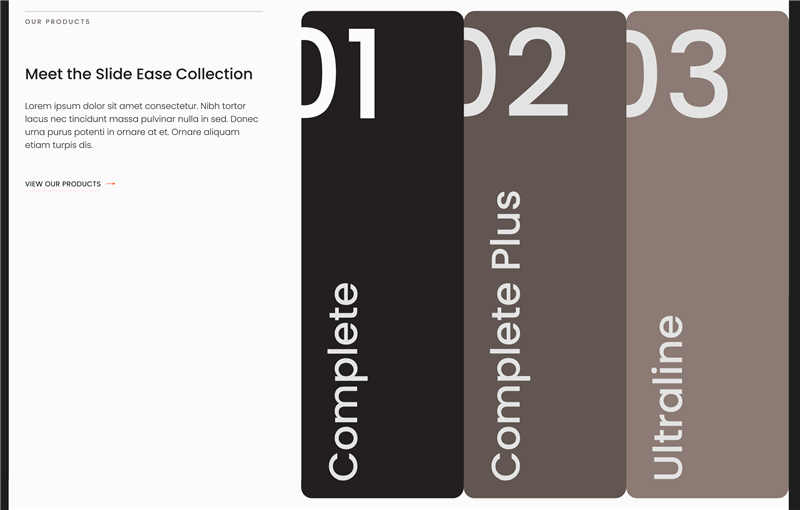 OUR PRODUCTS
Meet the Slide Ease Collection
Lorem ipsum dolor sit amet consectetur. Nibh tortor
lacus nec tincidunt massa pulvinar nulla in sed. Donec
urna purus potenti in ornare at et. Ornare aliquam
etiam turpis dis.
VIEW OUR PRODUCTS
01
Complete
02
Complete Plus
03
Ultraline